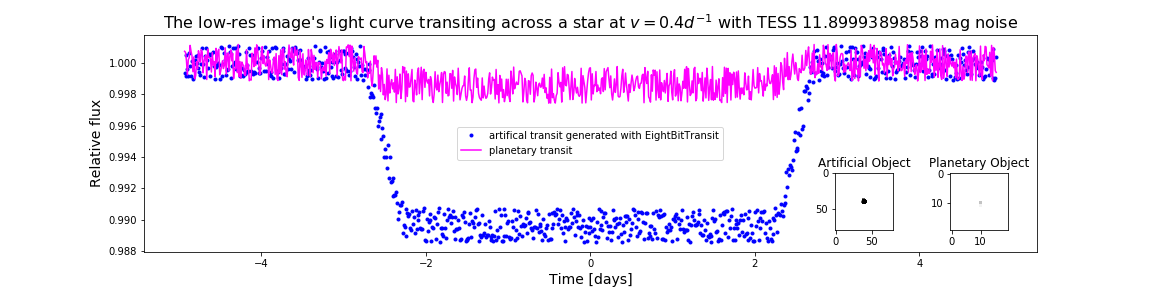 The low-res image's light curve transiting across a star at v = 0.4d⁻¹ with TESS 11.8999389858 mag noise
Relative flux
1.000
0.998
0.996
0.994
0.992
0.990
0.988
artifical transit generated with EightBitTransit
planetary transit
Artificial Object
0
50
0 50
Planetary Object
0
10
0 10
−4 −2 0 2 4
Time [days]